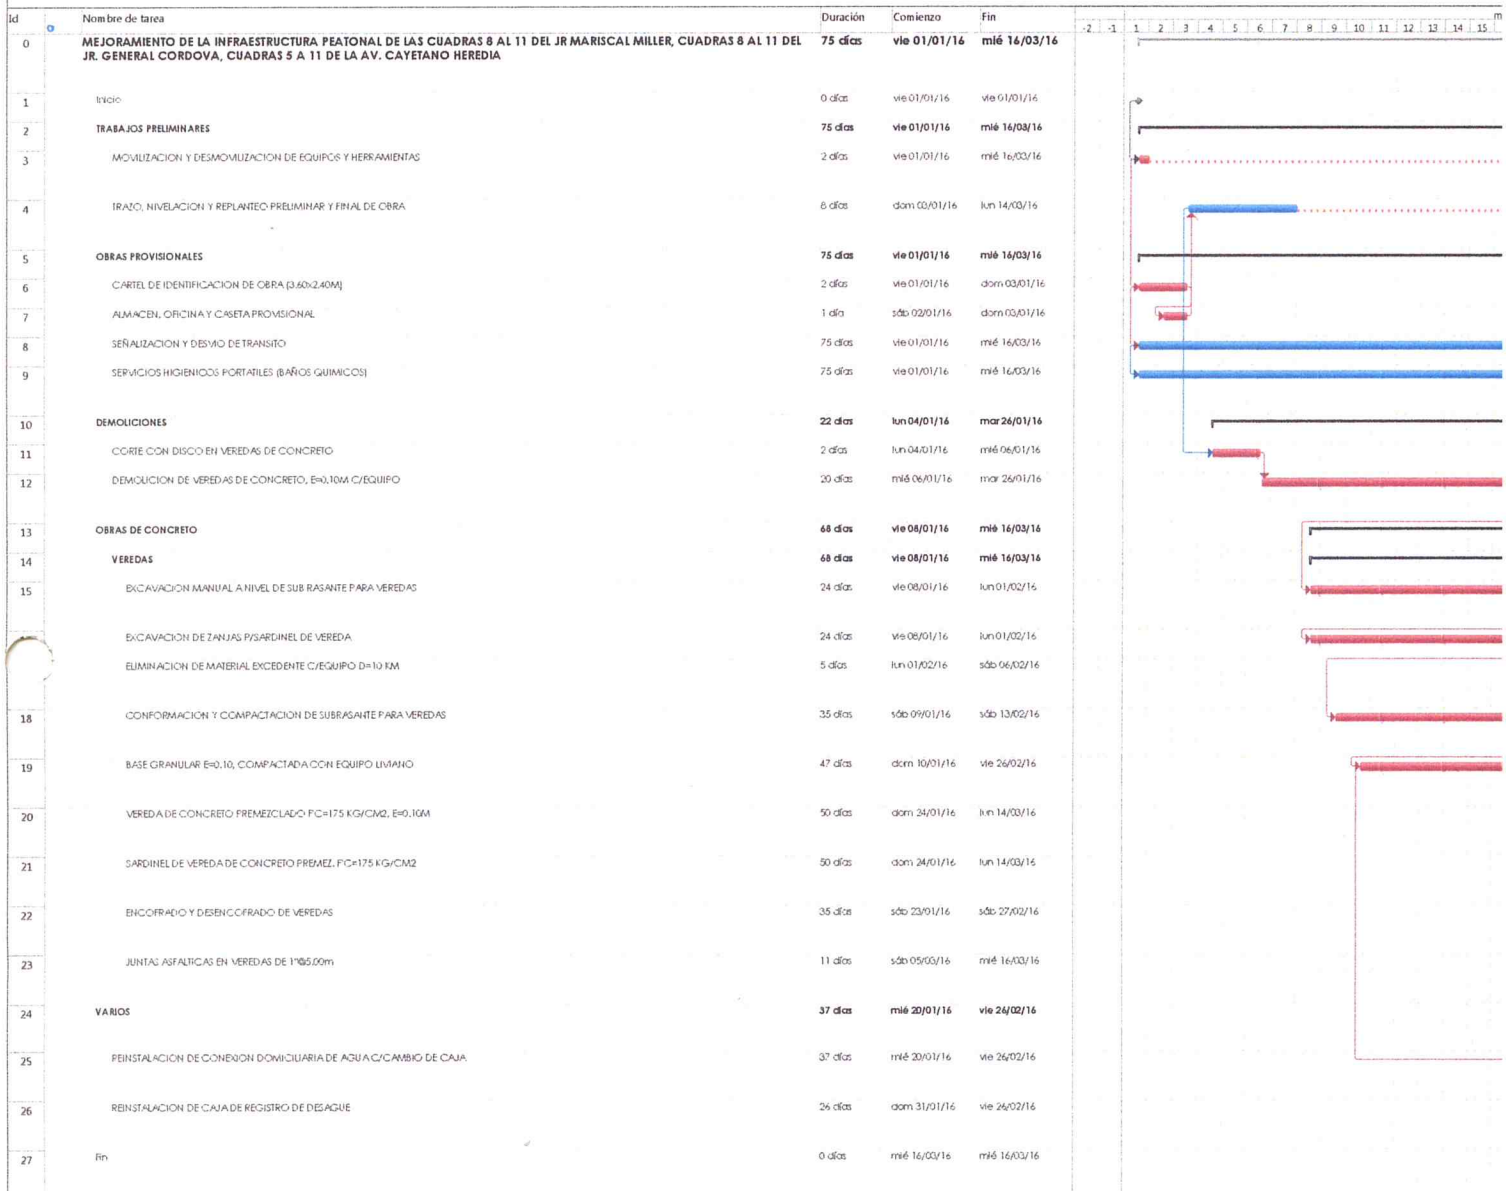 Id Nombre de tarea Duración Comienzo Fin m
-2 -1 1 2 3 4 5 6 7 8 9 10 11 12 13 14 15
0 MEJORAMIENTO DE LA INFRAESTRUCTURA PEATONAL DE LAS CUADRAS 8 AL 11 DEL JR MARISCAL MILLER, CUADRAS 8 AL 11 DEL 75 días vie 01/01/16 mié 16/03/16
JR. GENERAL CORDOVA, CUADRAS 5 A 11 DE LA AV. CAYETANO HEREDIA
1 Inicio 0 días vie 01/01/16 vie 01/01/16
2 TRABAJOS PRELIMINARES 75 días vie 01/01/16 mié 16/03/16
3 MOVILIZACION Y DESMOVILIZACION DE EQUIPOS Y HERRAMIENTAS 2 días vie 01/01/16 mié 16/03/16
4 TRAZO, NIVELACION Y REPLANTEO PRELIMINAR Y FINAL DE OBRA 8 días dom 03/01/16 lun 14/03/16
5 OBRAS PROVISIONALES 75 días vie 01/01/16 mié 16/03/16
6 CARTEL DE IDENTIFICACION DE OBRA (3.60x2.40M) 2 días vie 01/01/16 dom 03/01/16
7 ALMACEN, OFICINA Y CASETA PROVISIONAL 1 día sáb 02/01/16 dom 03/01/16
8 SEÑALIZACION Y DESVIO DE TRANSITO 75 días vie 01/01/16 mié 16/03/16
9 SERVICIOS HIGIENICOS PORTATILES (BAÑOS QUIMICOS) 75 días vie 01/01/16 mié 16/03/16
10 DEMOLICIONES 22 días lun 04/01/16 mar 26/01/16
11 CORTE CON DISCO EN VEREDAS DE CONCRETO 2 días lun 04/01/16 mié 06/01/16
12 DEMOLICION DE VEREDAS DE CONCRETO, E=0.10M C/EQUIPO 20 días mié 06/01/16 mar 26/01/16
13 OBRAS DE CONCRETO 68 días vie 08/01/16 mié 16/03/16
14 VEREDAS 68 días vie 08/01/16 mié 16/03/16
15 EXCAVACION MANUAL A NIVEL DE SUB RASANTE PARA VEREDAS 24 días vie 08/01/16 lun 01/02/16
EXCAVACION DE ZANJAS P/SARDINEL DE VEREDA 24 días vie 08/01/16 lun 01/02/16
ELIMINACION DE MATERIAL EXCEDENTE C/EQUIPO D=10 KM 5 días lun 01/02/16 sáb 06/02/16
18 CONFORMACION Y COMPACTACION DE SUBRASANTE PARA VEREDAS 35 días sáb 09/01/16 sáb 13/02/16
19 BASE GRANULAR E=0.10, COMPACTADA CON EQUIPO LIVIANO 47 días dom 10/01/16 vie 26/02/16
20 VEREDA DE CONCRETO PREMEZCLADO F'C=175 KG/CM2, E=0.10M 50 días dom 24/01/16 lun 14/03/16
21 SARDINEL DE VEREDA DE CONCRETO PREMEZ. F'C=175 KG/CM2 50 días dom 24/01/16 lun 14/03/16
22 ENCOFRADO Y DESENCOFRADO DE VEREDAS 35 días sáb 23/01/16 sáb 27/02/16
23 JUNTAS ASFALTICAS EN VEREDAS DE 1"@5.00m 11 días sáb 05/03/16 mié 16/03/16
24 VARIOS 37 días mié 20/01/16 vie 26/02/16
25 REINSTALACION DE CONEXION DOMICILIARIA DE AGUA C/CAMBIO DE CAJA 37 días mié 20/01/16 vie 26/02/16
26 REINSTALACION DE CAJA DE REGISTRO DE DESAGUE 26 días dom 31/01/16 vie 26/02/16
27 Fin 0 días mié 16/03/16 mié 16/03/16